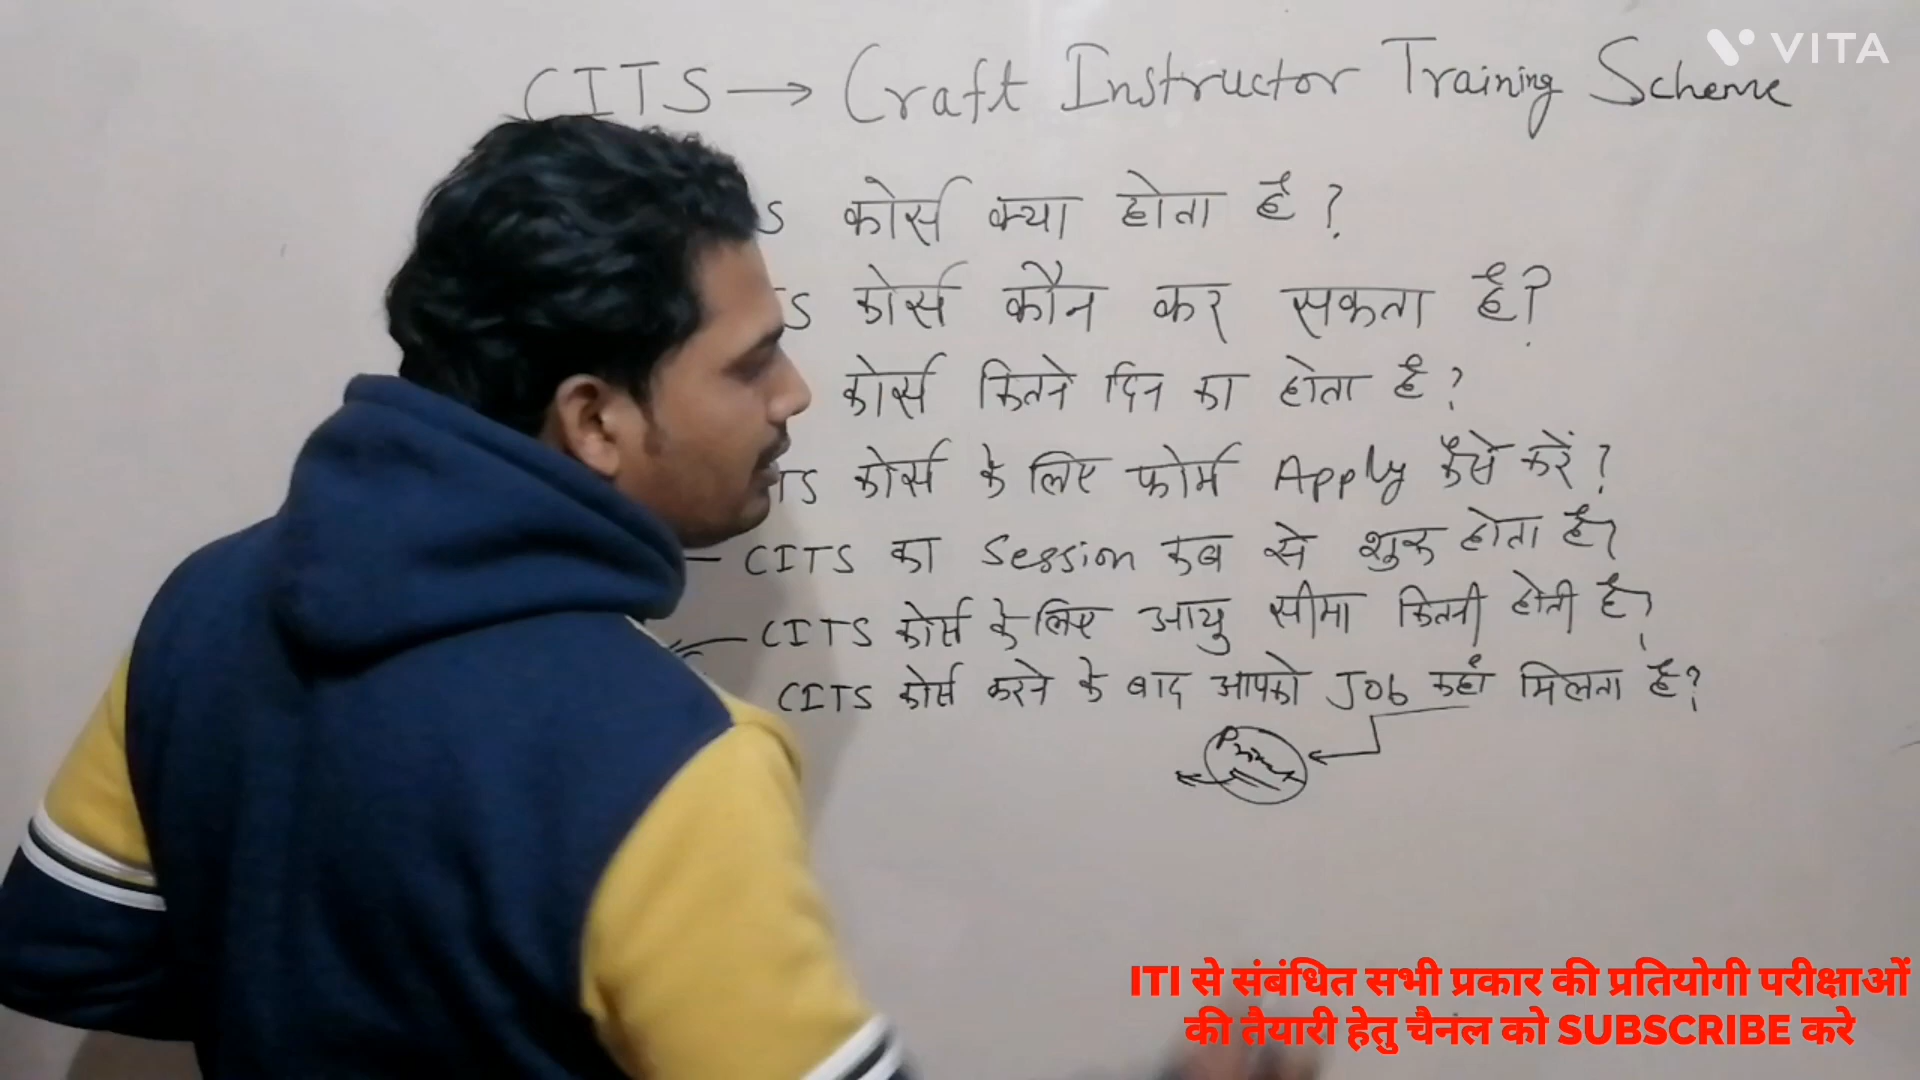 VITA
CITS → Craft Instructor Training Scheme
S कोर्स क्या होता है ?
S कोर्स कौन कर सकता है?
कोर्स कितने दिन का होता है ?
TS कोर्स के लिए फोर्म Apply कैसे करें ?
– CITS का Session कब से शुरू होता है?
CITS कोर्स के लिए आयु सीमा कितनी होती है?
CITS कोर्स करने के बाद आपको Job कहाँ मिलता है?
ITI से संबंधित सभी प्रकार की प्रतियोगी परीक्षाओं
की तैयारी हेतु चैनल को SUBSCRIBE करे